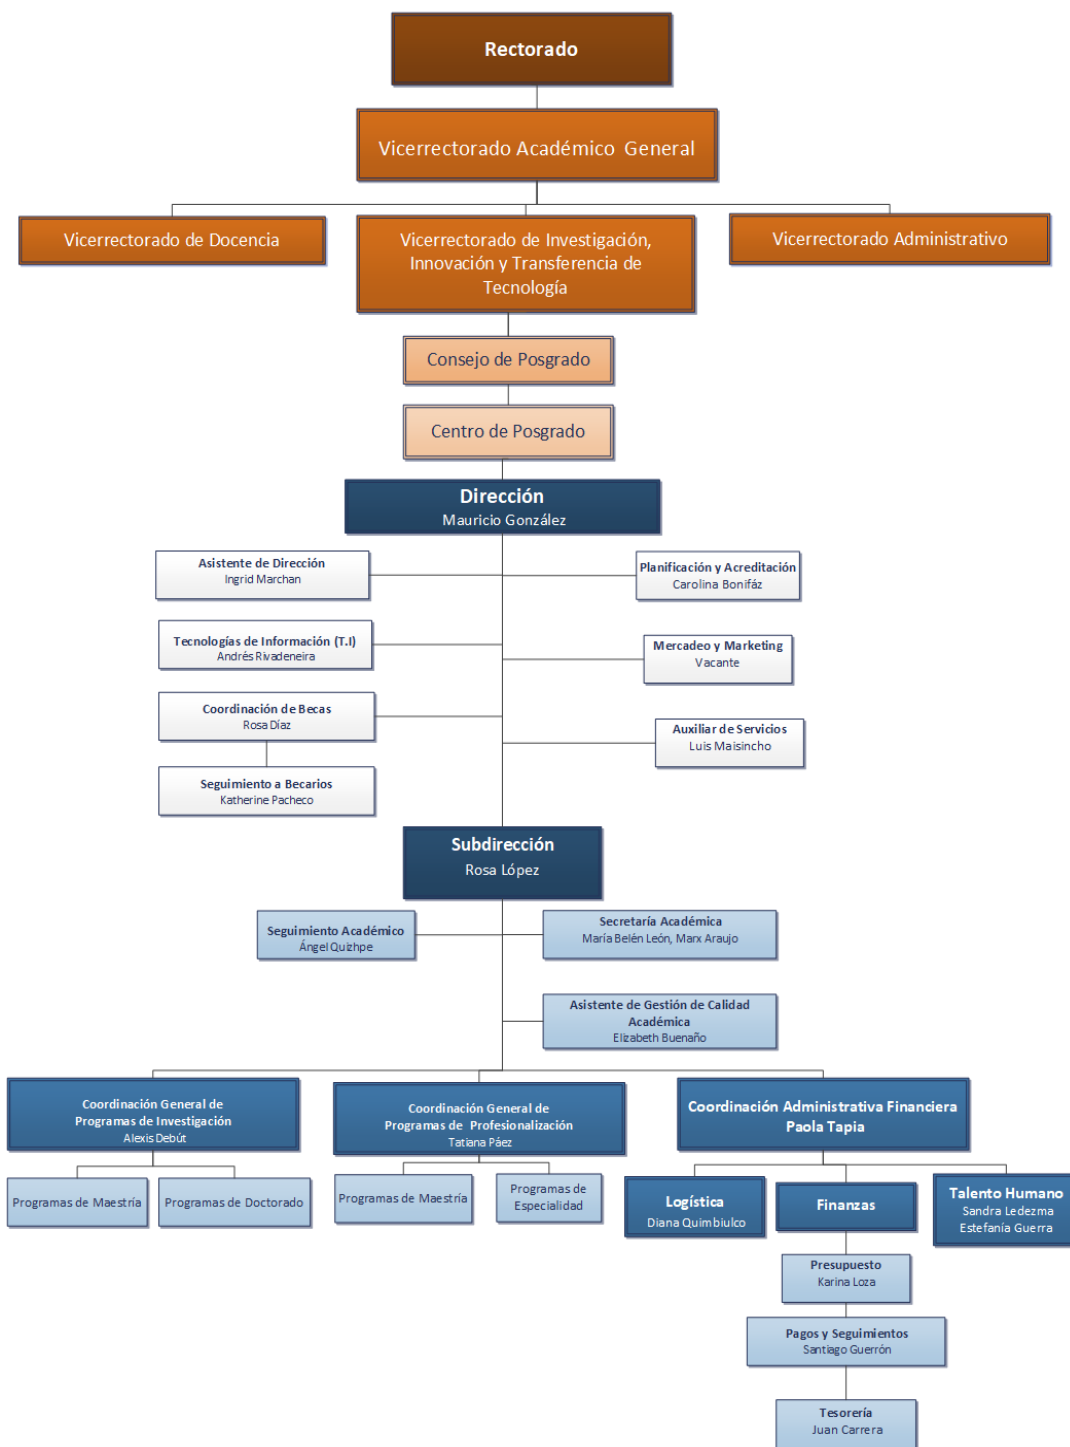 Rectorado
Vicerrectorado Académico General
Vicerrectorado de Docencia
Vicerrectorado de Investigación,
Innovación y Transferencia de
Tecnología
Vicerrectorado Administrativo
Consejo de Posgrado
Centro de Posgrado
Dirección
Mauricio González
Asistente de Dirección
Ingrid Marchan
Planificación y Acreditación
Carolina Bonifáz
Tecnologías de Información (T.I)
Andrés Rivadeneira
Mercadeo y Marketing
Vacante
Coordinación de Becas
Rosa Díaz
Auxiliar de Servicios
Luis Maisincho
Seguimiento a Becarios
Katherine Pacheco
Subdirección
Rosa López
Seguimiento Académico
Ángel Quizhpe
Secretaría Académica
María Belén León, Marx Araujo
Asistente de Gestión de Calidad
Académica
Elizabeth Buenaño
Coordinación General de
Programas de Investigación
Alexis Debút
Coordinación General de
Programas de Profesionalización
Tatiana Páez
Coordinación Administrativa Financiera
Paola Tapia
Programas de Maestría
Programas de Doctorado
Programas de Maestría
Programas de
Especialidad
Logística
Diana Quimbiulco
Finanzas
Talento Humano
Sandra Ledezma
Estefanía Guerra
Presupuesto
Karina Loza
Pagos y Seguimientos
Santiago Guerrón
Tesorería
Juan Carrera